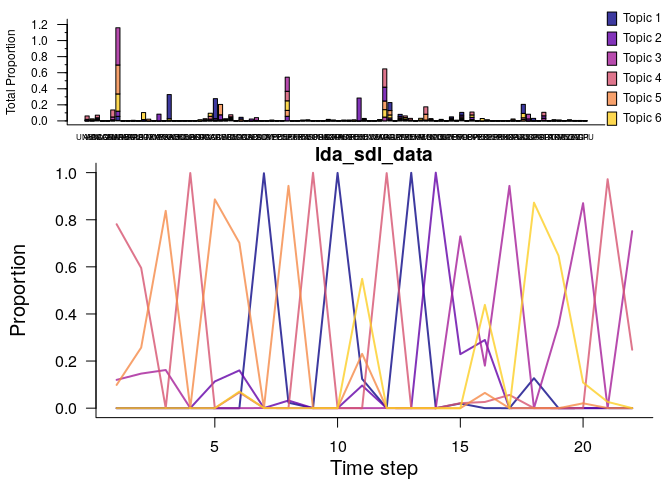 Total Proportion
1.2
1.0
0.8
0.6
0.4
0.2
0.0
Topic 1
Topic 2
Topic 3
Topic 4
Topic 5
Topic 6
lda_sdl_data
Proportion
1.0
0.8
0.6
0.4
0.2
0.0
5
10
15
20
Time step